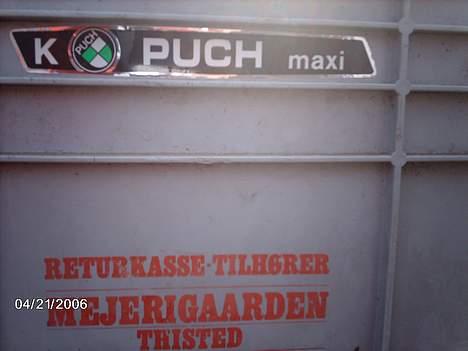 K PUCH PUCH maxi
RETURKASSE-TILHØRER
04/21/2006
MEJERIGAARDEN
THISTED